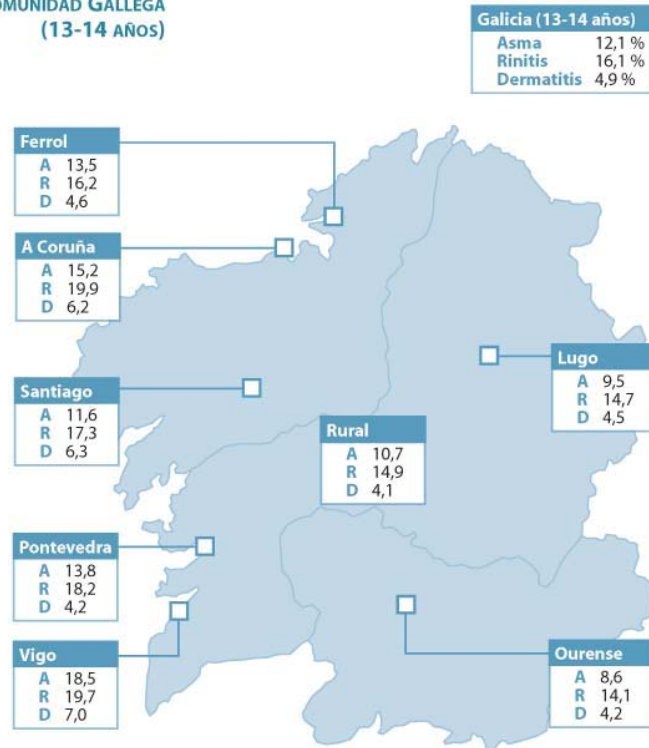 GALLEGA
(13-14 AÑOS)
Galicia (13-14 años)
Asma 12,1 %
Rinitis 16,1 %
Dermatitis 4,9 %
Ferrol
A 13,5
R 16,2
D 4,6
A Coruña
A 15,2
R 19,9
D 6,2
Santiago
A 11,6
R 17,3
D 6,3
Lugo
A 9,5
R 14,7
D 4,5
Rural
A 10,7
R 14,9
D 4,1
Pontevedra
A 13,8
R 18,2
D 4,2
Vigo
A 18,5
R 19,7
D 7,0
Ourense
A 8,6
R 14,1
D 4,2